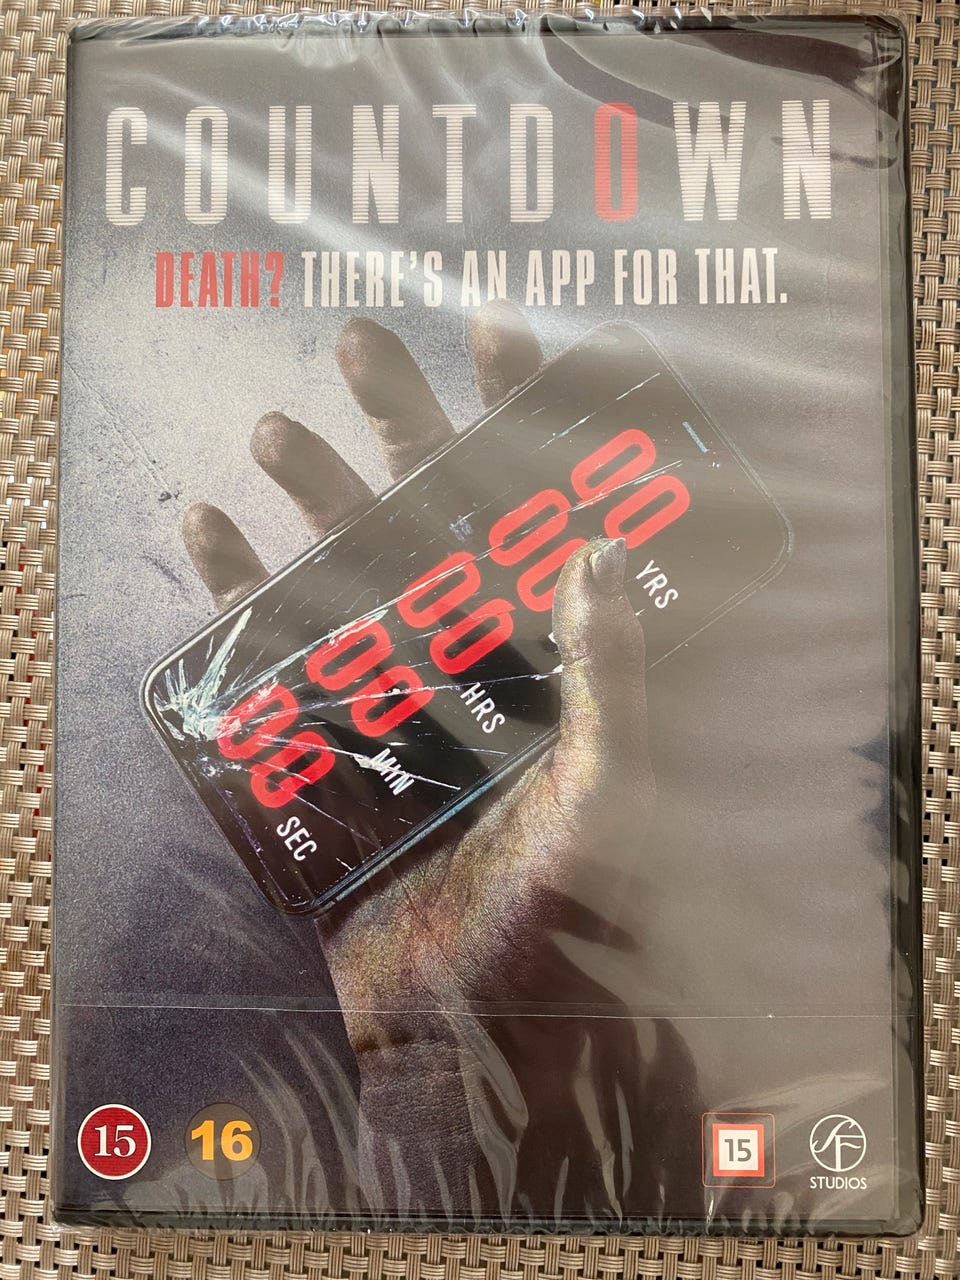 COUNTDOWN
DEATH? THERE'S AN APP FOR THAT.
00 YRS
00
00 HRS
00 MIN
00 SEC
15
16
15
SF
STUDIOS